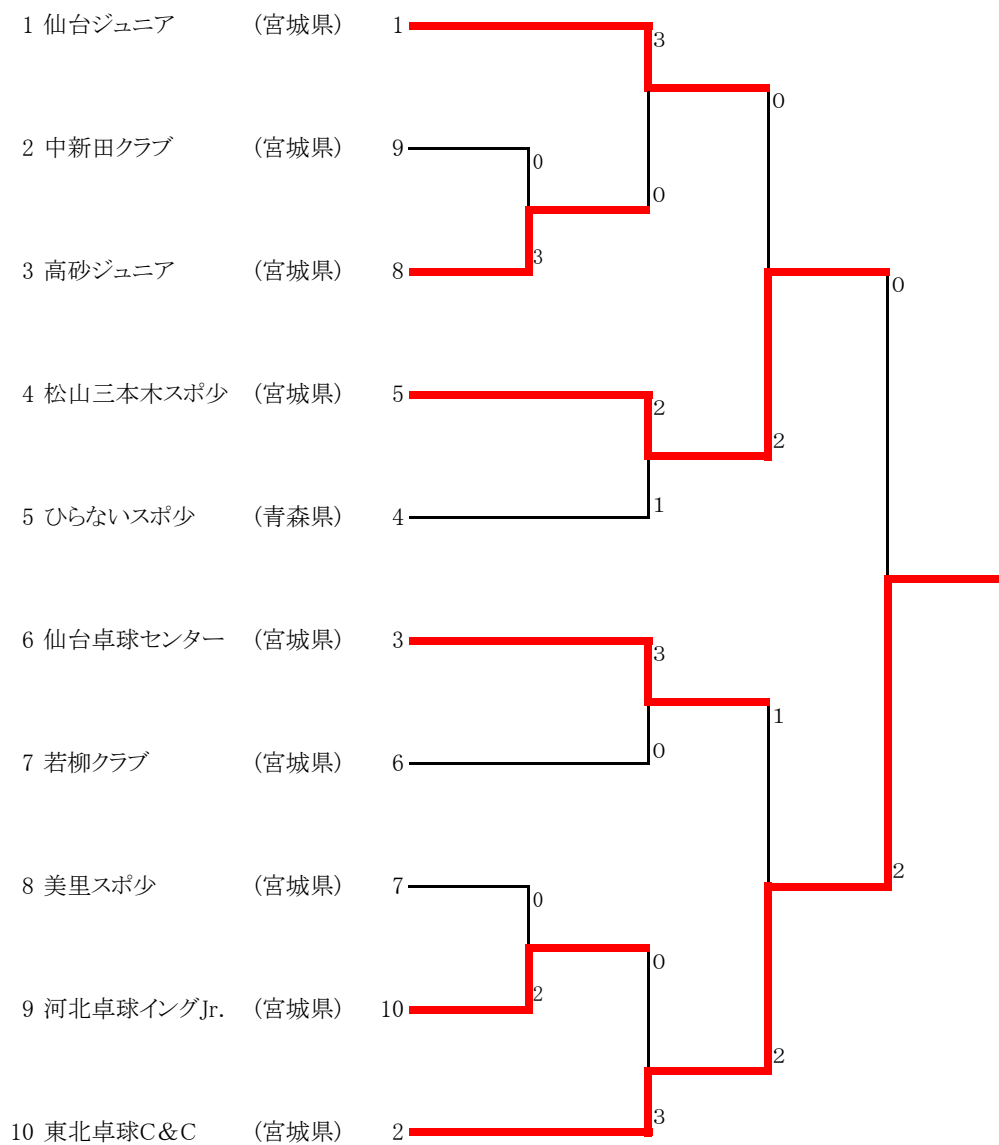 1 仙台ジュニア (宮城県) 1
3
0
2 中新田クラブ (宮城県) 9
0
0
3
3 高砂ジュニア (宮城県) 8
0
4 松山三本木スポ少 (宮城県) 5
2
2
1
5 ひらないスポ少 (青森県) 4
6 仙台卓球センター (宮城県) 3
3
1
0
7 若柳クラブ (宮城県) 6
2
8 美里スポ少 (宮城県) 7
0
0
2
9 河北卓球イングJr. (宮城県) 10
2
3
10 東北卓球C&C (宮城県) 2